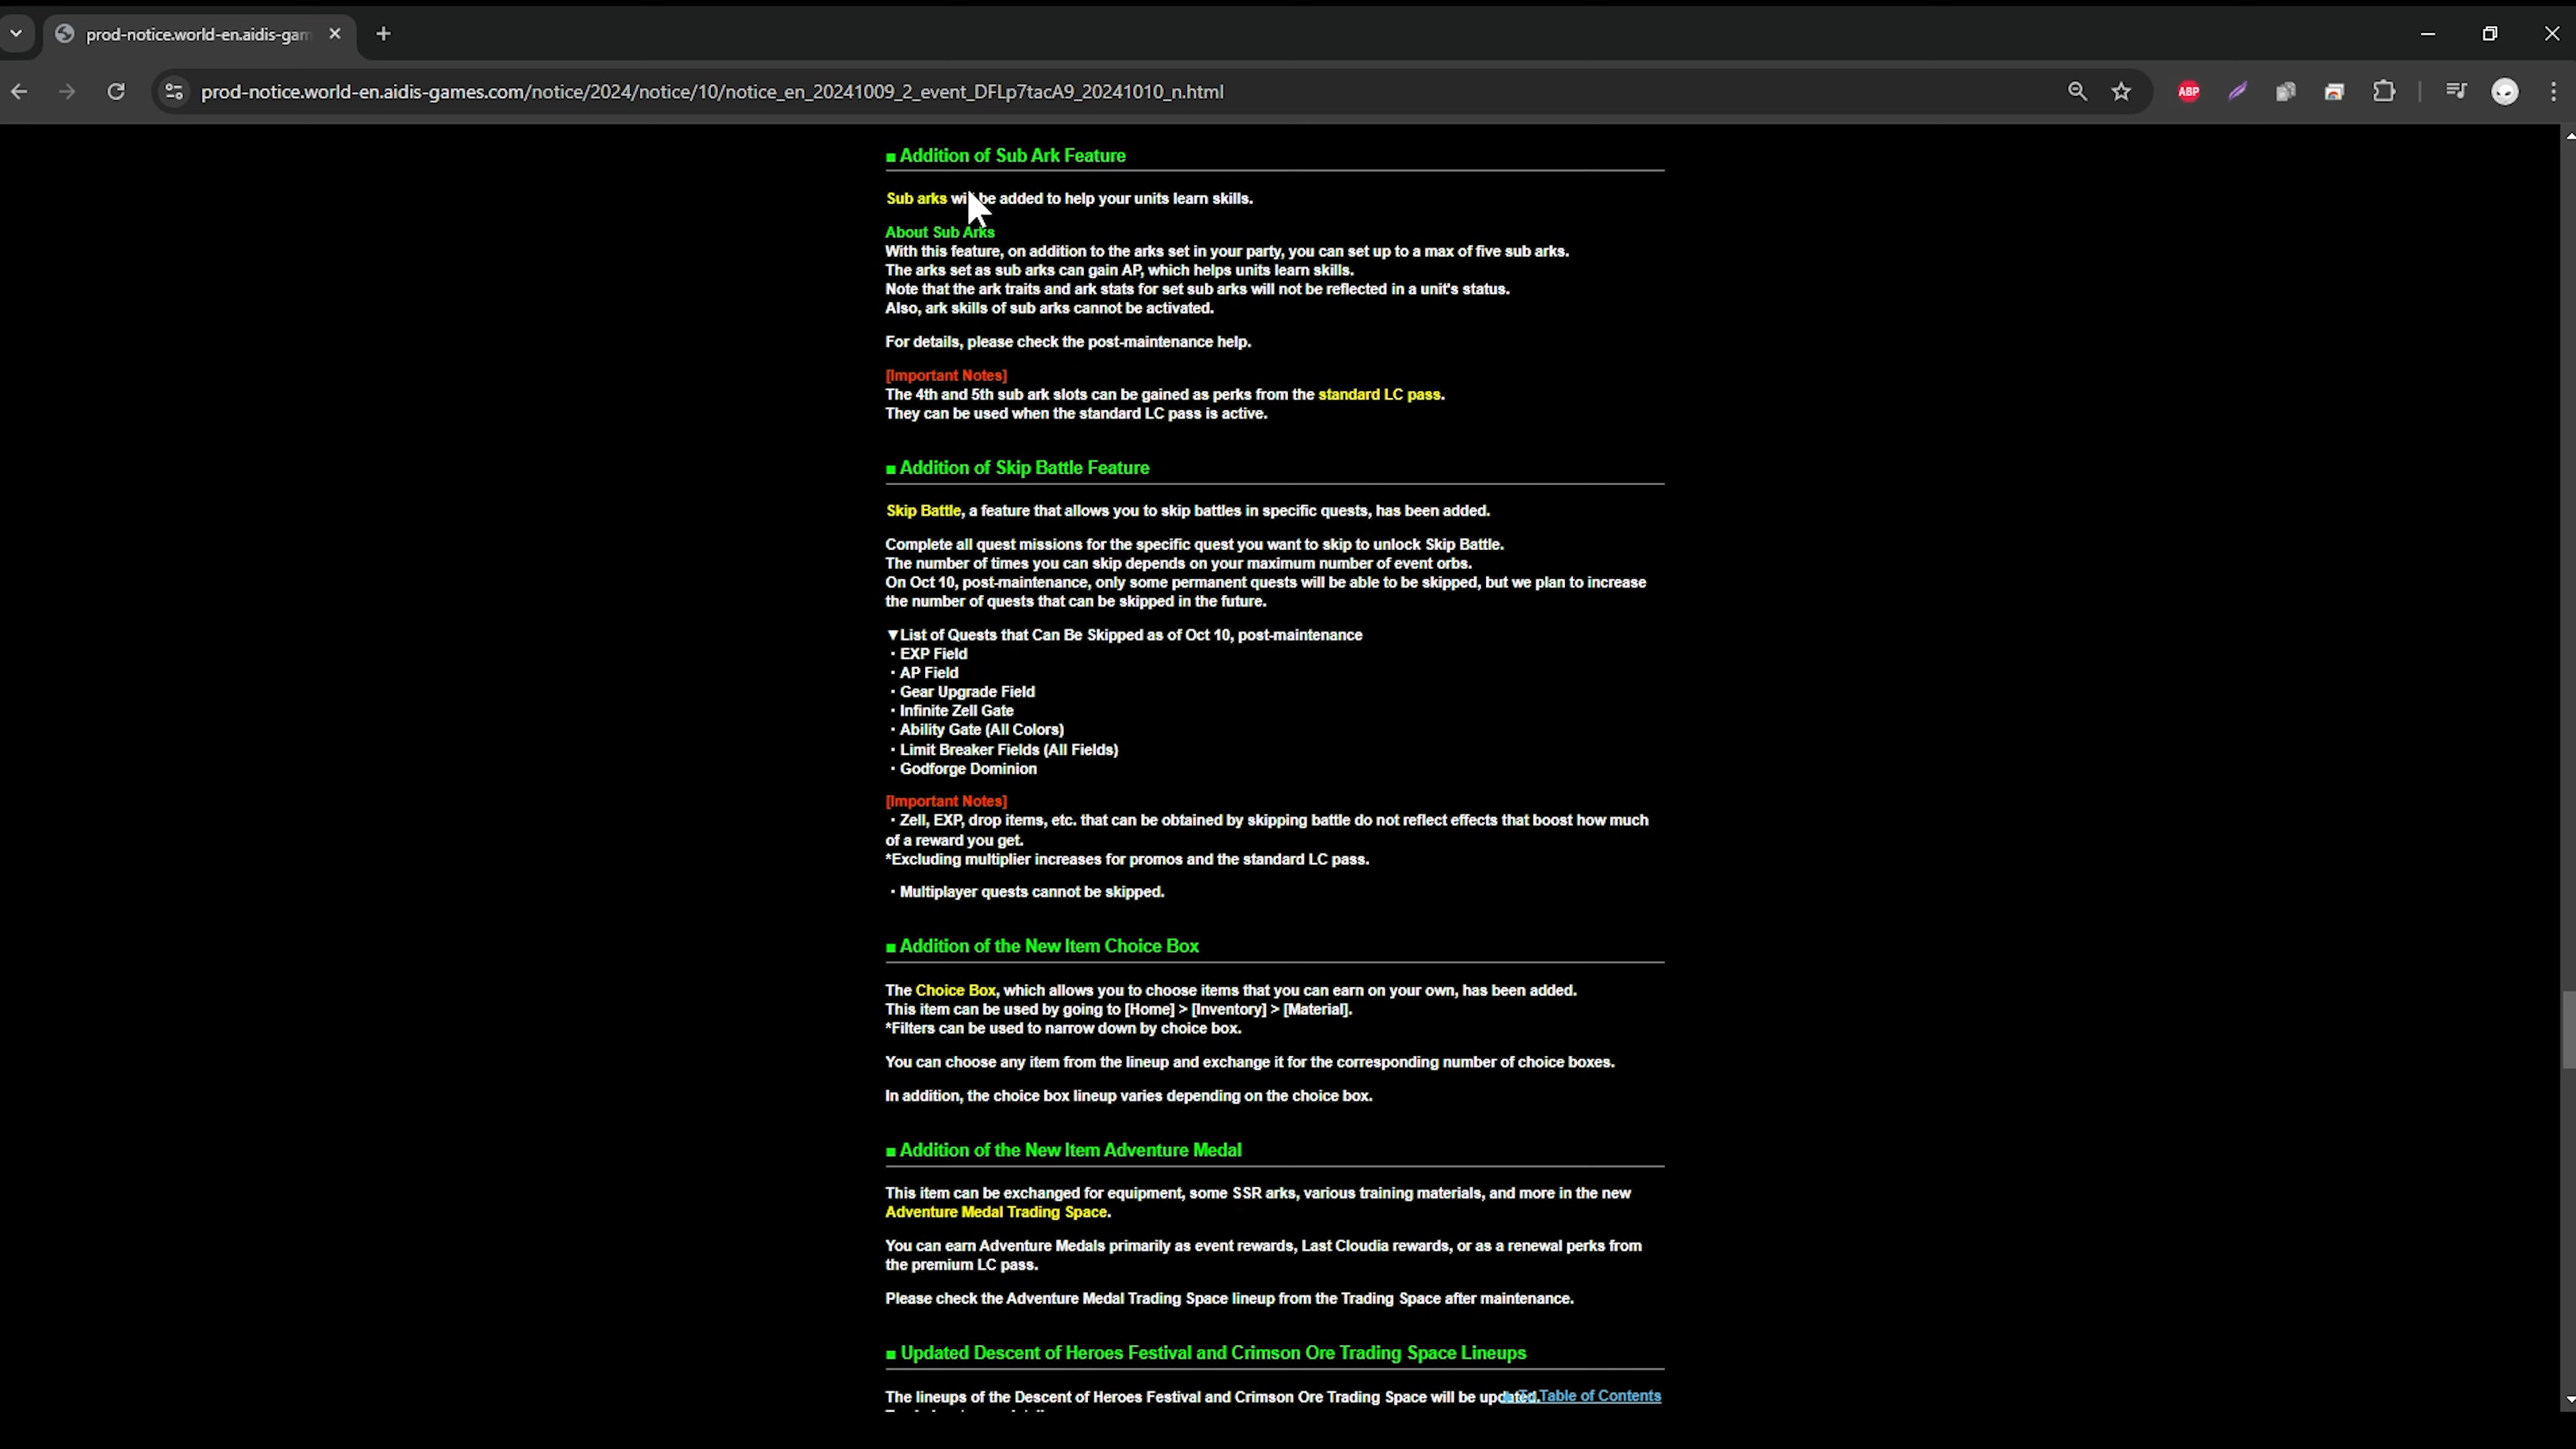 prod-notice.world-en.aidis-gam
prod-notice.world-en.aidis-games.com/notice/2024/notice/10/notice_en_20241009_2_event_DFLp7tacA9_20241010_n.html
ABP
■ Addition of Sub Ark Feature
Sub arks will be added to help your units learn skills.
About Sub Arks
With this feature, on addition to the arks set in your party, you can set up to a max of five sub arks.
The arks set as sub arks can gain AP, which helps units learn skills.
Note that the ark traits and ark stats for set sub arks will not be reflected in a unit's status.
Also, ark skills of sub arks cannot be activated.
For details, please check the post-maintenance help.
[Important Notes]
The 4th and 5th sub ark slots can be gained as perks from the standard LC pass.
They can be used when the standard LC pass is active.
■ Addition of Skip Battle Feature
Skip Battle, a feature that allows you to skip battles in specific quests, has been added.
Complete all quest missions for the specific quest you want to skip to unlock Skip Battle.
The number of times you can skip depends on your maximum number of event orbs.
On Oct 10, post-maintenance, only some permanent quests will be able to be skipped, but we plan to increase
the number of quests that can be skipped in the future.
▼List of Quests that Can Be Skipped as of Oct 10, post-maintenance
・EXP Field
・AP Field
・Gear Upgrade Field
・Infinite Zell Gate
・Ability Gate (All Colors)
・Limit Breaker Fields (All Fields)
・Godforge Dominion
[Important Notes]
・Zell, EXP, drop items, etc. that can be obtained by skipping battle do not reflect effects that boost how much
of a reward you get.
*Excluding multiplier increases for promos and the standard LC pass.
・Multiplayer quests cannot be skipped.
■ Addition of the New Item Choice Box
The Choice Box, which allows you to choose items that you can earn on your own, has been added.
This item can be used by going to [Home] > [Inventory] > [Material].
*Filters can be used to narrow down by choice box.
You can choose any item from the lineup and exchange it for the corresponding number of choice boxes.
In addition, the choice box lineup varies depending on the choice box.
■ Addition of the New Item Adventure Medal
This item can be exchanged for equipment, some SSR arks, various training materials, and more in the new
Adventure Medal Trading Space.
You can earn Adventure Medals primarily as event rewards, Last Cloudia rewards, or as a renewal perks from
the premium LC pass.
Please check the Adventure Medal Trading Space lineup from the Trading Space after maintenance.
■ Updated Descent of Heroes Festival and Crimson Ore Trading Space Lineups
The lineups of the Descent of Heroes Festival and Crimson Ore Trading Space will be updated.
▲ To Table of Contents